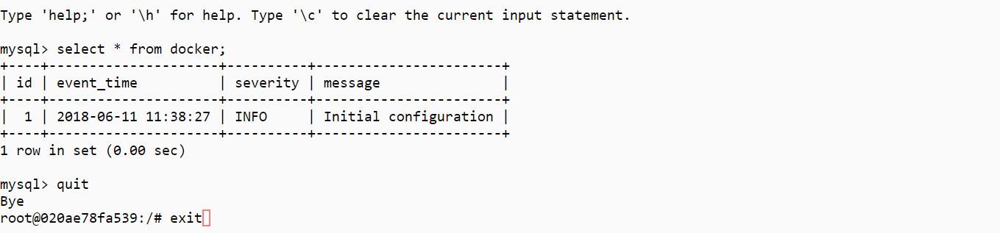 Type 'help;' or '\h' for help. Type '\c' to clear the current input statement.
mysql> select * from docker;
+----+---------------------+----------+-----------------------+
| id | event_time          | severity | message               |
+----+---------------------+----------+-----------------------+
|  1 | 2018-06-11 11:38:27 | INFO     | Initial configuration |
+----+---------------------+----------+-----------------------+
1 row in set (0.00 sec)
mysql> quit
Bye
root@020ae78fa539:/# exit